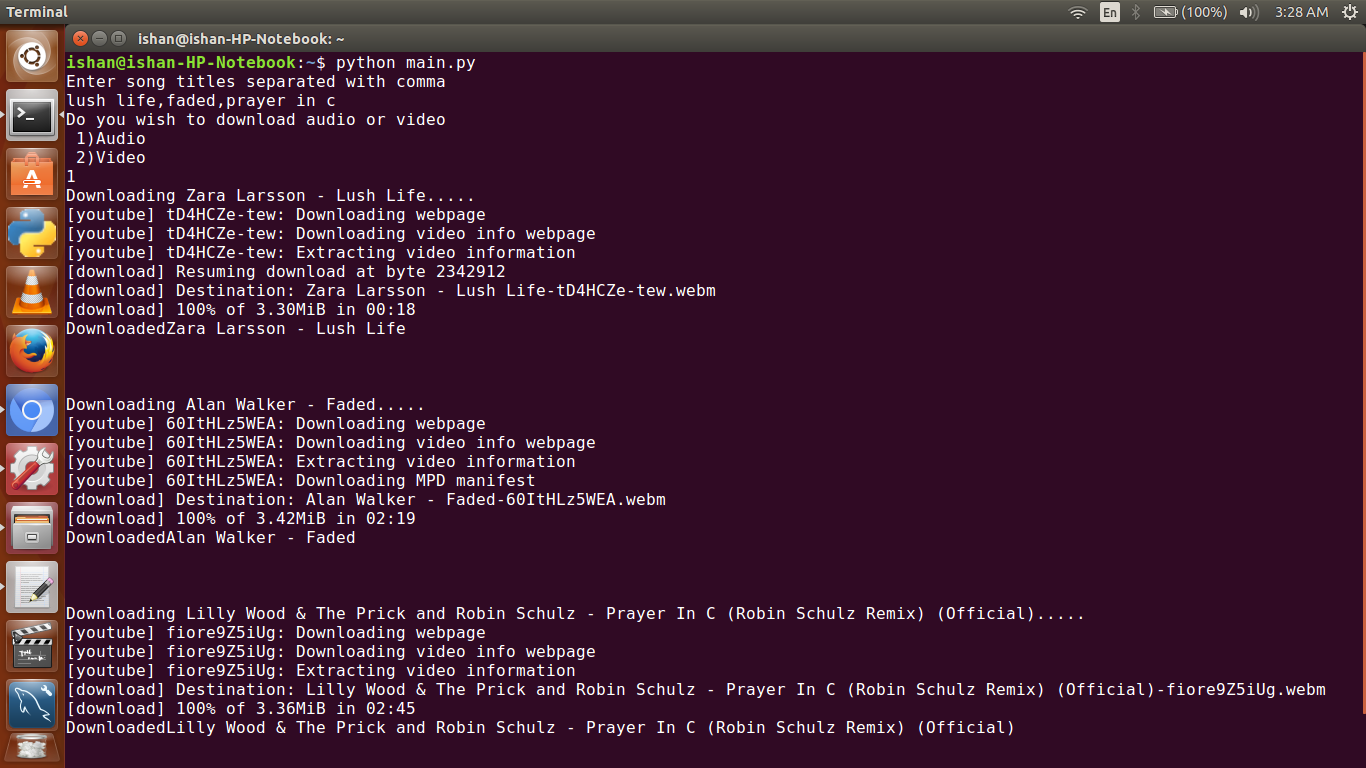 Terminal
En
(100%)
3:28 AM
ishan@ishan-HP-Notebook: ~
ishan@ishan-HP-Notebook:~$ python main.py
Enter song titles separated with comma
lush life,faded,prayer in c
Do you wish to download audio or video
 1)Audio
 2)Video
1
Downloading Zara Larsson - Lush Life.....
[youtube] tD4HCZe-tew: Downloading webpage
[youtube] tD4HCZe-tew: Downloading video info webpage
[youtube] tD4HCZe-tew: Extracting video information
[download] Resuming download at byte 2342912
[download] Destination: Zara Larsson - Lush Life-tD4HCZe-tew.webm
[download] 100% of 3.30MiB in 00:18
DownloadedZara Larsson - Lush Life
Downloading Alan Walker - Faded.....
[youtube] 60ItHLz5WEA: Downloading webpage
[youtube] 60ItHLz5WEA: Downloading video info webpage
[youtube] 60ItHLz5WEA: Extracting video information
[youtube] 60ItHLz5WEA: Downloading MPD manifest
[download] Destination: Alan Walker - Faded-60ItHLz5WEA.webm
[download] 100% of 3.42MiB in 02:19
DownloadedAlan Walker - Faded
Downloading Lilly Wood & The Prick and Robin Schulz - Prayer In C (Robin Schulz Remix) (Official).....
[youtube] fiore9Z5iUg: Downloading webpage
[youtube] fiore9Z5iUg: Downloading video info webpage
[youtube] fiore9Z5iUg: Extracting video information
[download] Destination: Lilly Wood & The Prick and Robin Schulz - Prayer In C (Robin Schulz Remix) (Official)-fiore9Z5iUg.webm
[download] 100% of 3.36MiB in 02:45
DownloadedLilly Wood & The Prick and Robin Schulz - Prayer In C (Robin Schulz Remix) (Official)